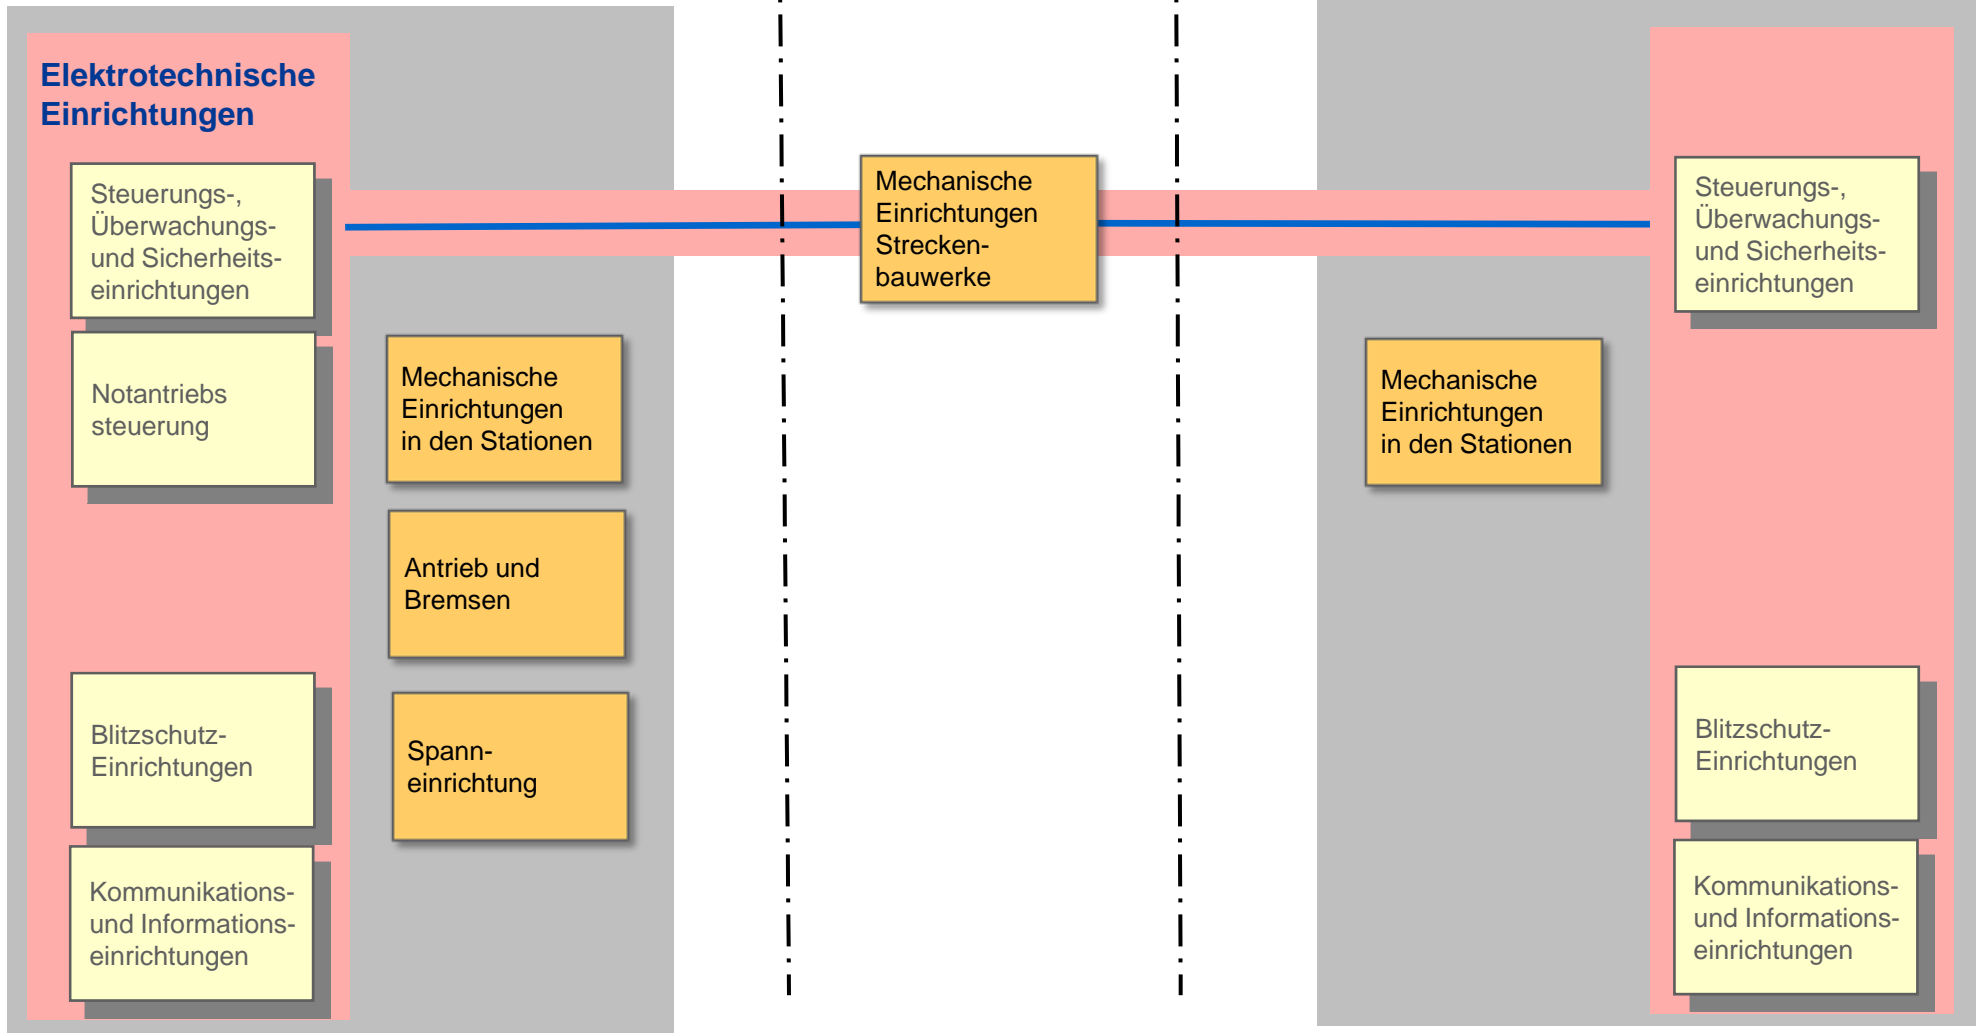 Elektrotechnische
Einrichtungen
Steuerungs-,
Überwachungs-
und Sicherheits-
einrichtungen
Notantriebs
steuerung
Blitzschutz-
Einrichtungen
Kommunikations-
und Informations-
einrichtungen
Mechanische
Einrichtungen
in den Stationen
Antrieb und
Bremsen
Spann-
einrichtung
Mechanische
Einrichtungen
Strecken-
bauwerke
Mechanische
Einrichtungen
in den Stationen
Steuerungs-,
Überwachungs-
und Sicherheits-
einrichtungen
Blitzschutz-
Einrichtungen
Kommunikations-
und Informations-
einrichtungen